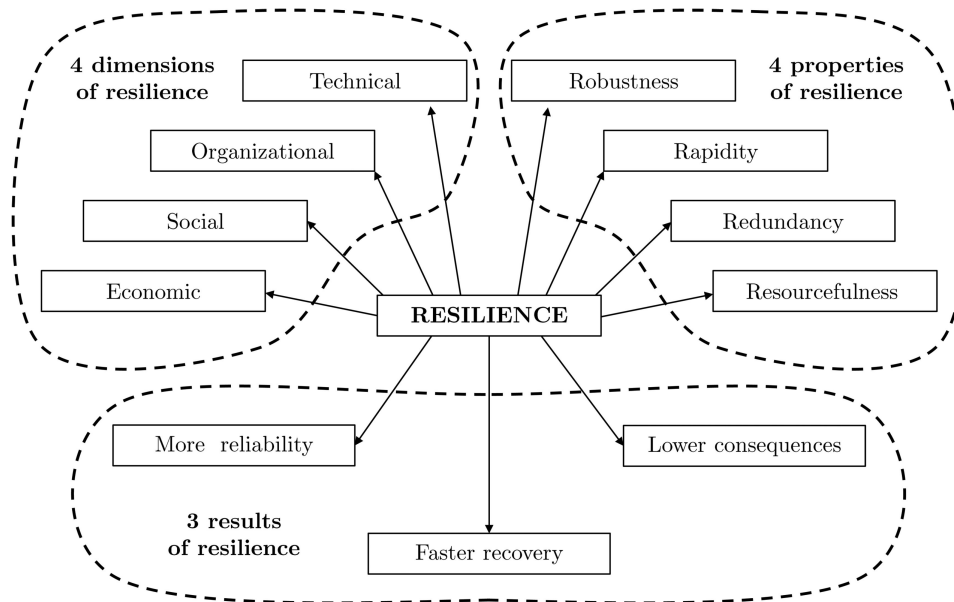 4 dimensions
of resilience
Technical
Organizational
Social
Economic
Robustness
4 properties
of resilience
Rapidity
Redundancy
Resourcefulness
RESILIENCE
More reliability
Lower consequences
3 results
of resilience
Faster recovery